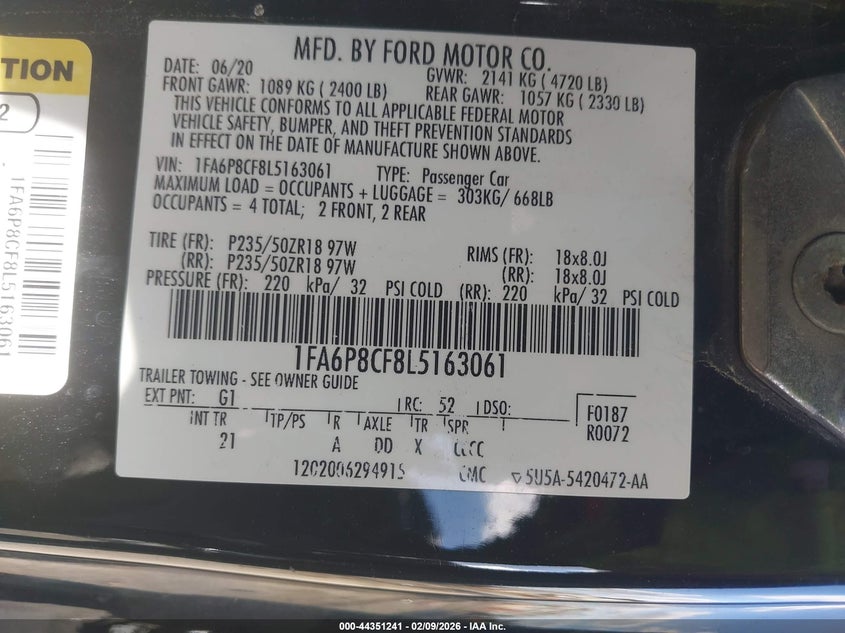 TION
2
1FA6P8CF8L5163061
MFD. BY FORD MOTOR CO.
DATE: 06/20 GVWR: 2141 KG ( 4720 LB)
FRONT GAWR: 1089 KG ( 2400 LB) REAR GAWR: 1057 KG ( 2330 LB)
THIS VEHICLE CONFORMS TO ALL APPLICABLE FEDERAL MOTOR
VEHICLE SAFETY, BUMPER, AND THEFT PREVENTION STANDARDS
IN EFFECT ON THE DATE OF MANUFACTURE SHOWN ABOVE.
VIN: 1FA6P8CF8L5163061 TYPE: Passenger Car
MAXIMUM LOAD = OCCUPANTS + LUGGAGE = 303KG/ 668LB
OCCUPANTS = 4 TOTAL; 2 FRONT, 2 REAR
TIRE (FR): P235/50ZR18 97W RIMS (FR): 18x8.0J
(RR): P235/50ZR18 97W (RR): 18x8.0J
PRESSURE (FR): 220 kPa/ 32 PSI COLD (RR): 220 kPa/ 32 PSI COLD
1FA6P8CF8L5163061
TRAILER TOWING - SEE OWNER GUIDE
EXT PNT: G1 RC: 52 DSO: F0187
INT TR TP/PS R AXLE TR SPR R0072
21 A DD X
5U5A-5420472-AA
000-44351241 - 02/09/2026 - IAA Inc.